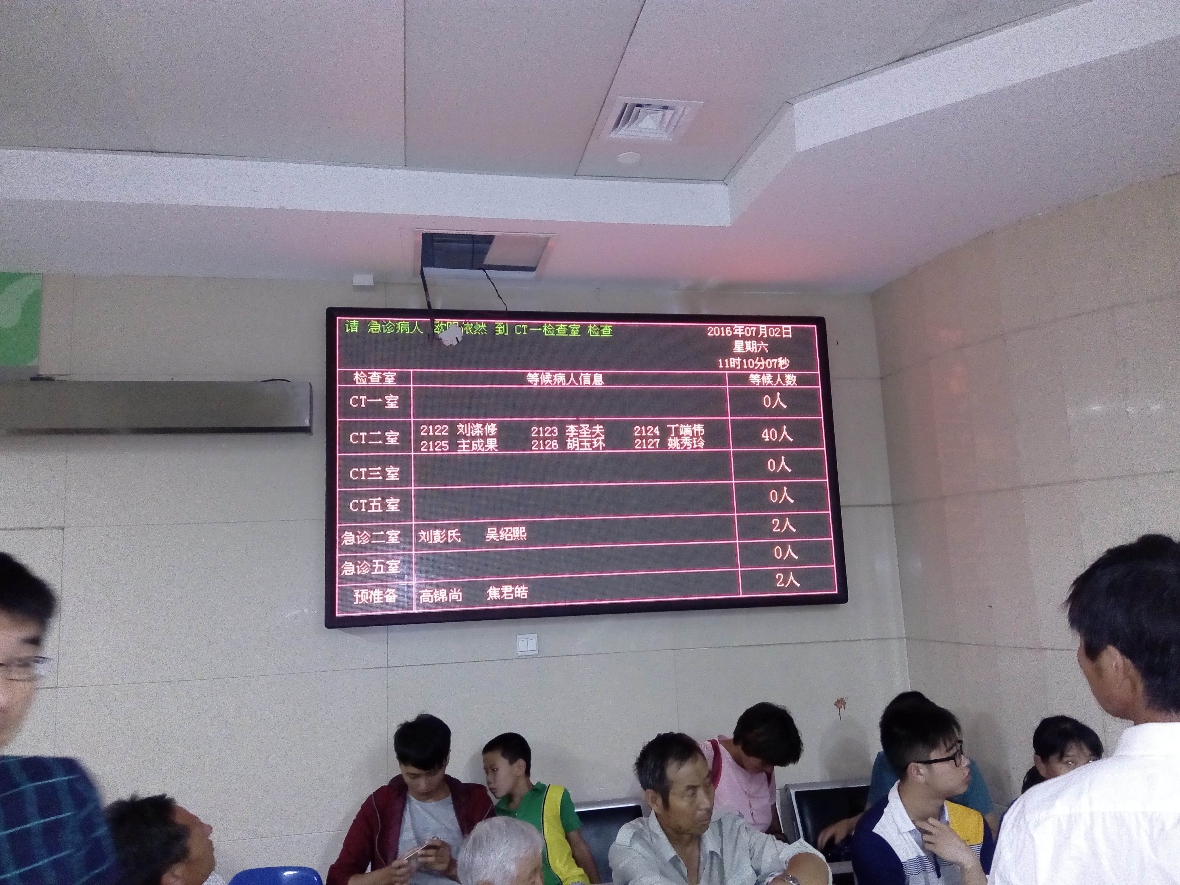 请 急诊病人 欧阳依然 到 CT一检查室 检查
2016年07月02日
星期六
11时10分07秒
检查室 等候病人信息 等候人数
CT一室 0人
CT二室 2122 刘涤修 2123 李圣夫 2124 丁端伟 40人
2125 主成果 2126 胡玉环 2127 姚秀玲
CT三室 0人
CT五室 0人
急诊二室 刘彭氏 吴绍熙 2人
急诊五室 0人
预准备 高锦尚 焦君皓 2人